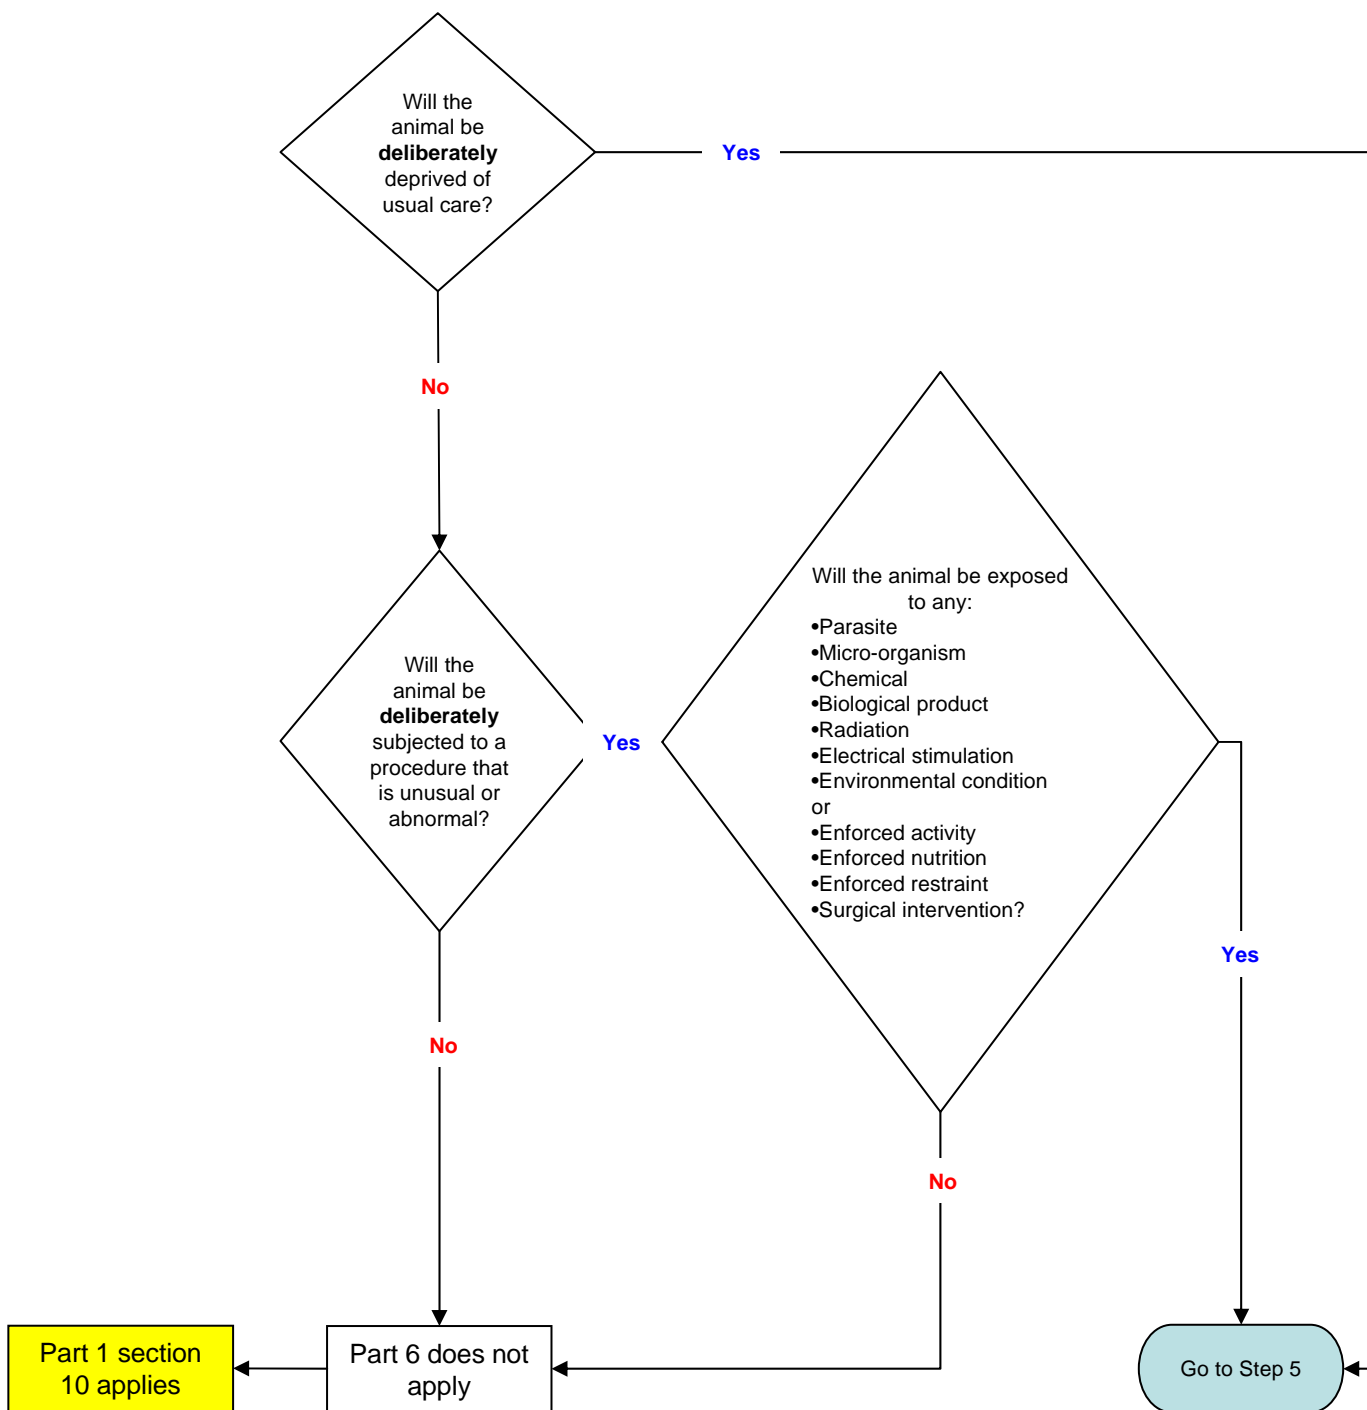 Will the
animal be
deliberately
deprived of
usual care?
Yes
No
Will the
animal be
deliberately
subjected to a
procedure that
is unusual or
abnormal?
Yes
Will the animal be exposed
to any:
•Parasite
•Micro-organism
•Chemical
•Biological product
•Radiation
•Electrical stimulation
•Environmental condition
or
•Enforced activity
•Enforced nutrition
•Enforced restraint
•Surgical intervention?
Yes
No
No
Part 1 section
10 applies
Part 6 does not
apply
Go to Step 5